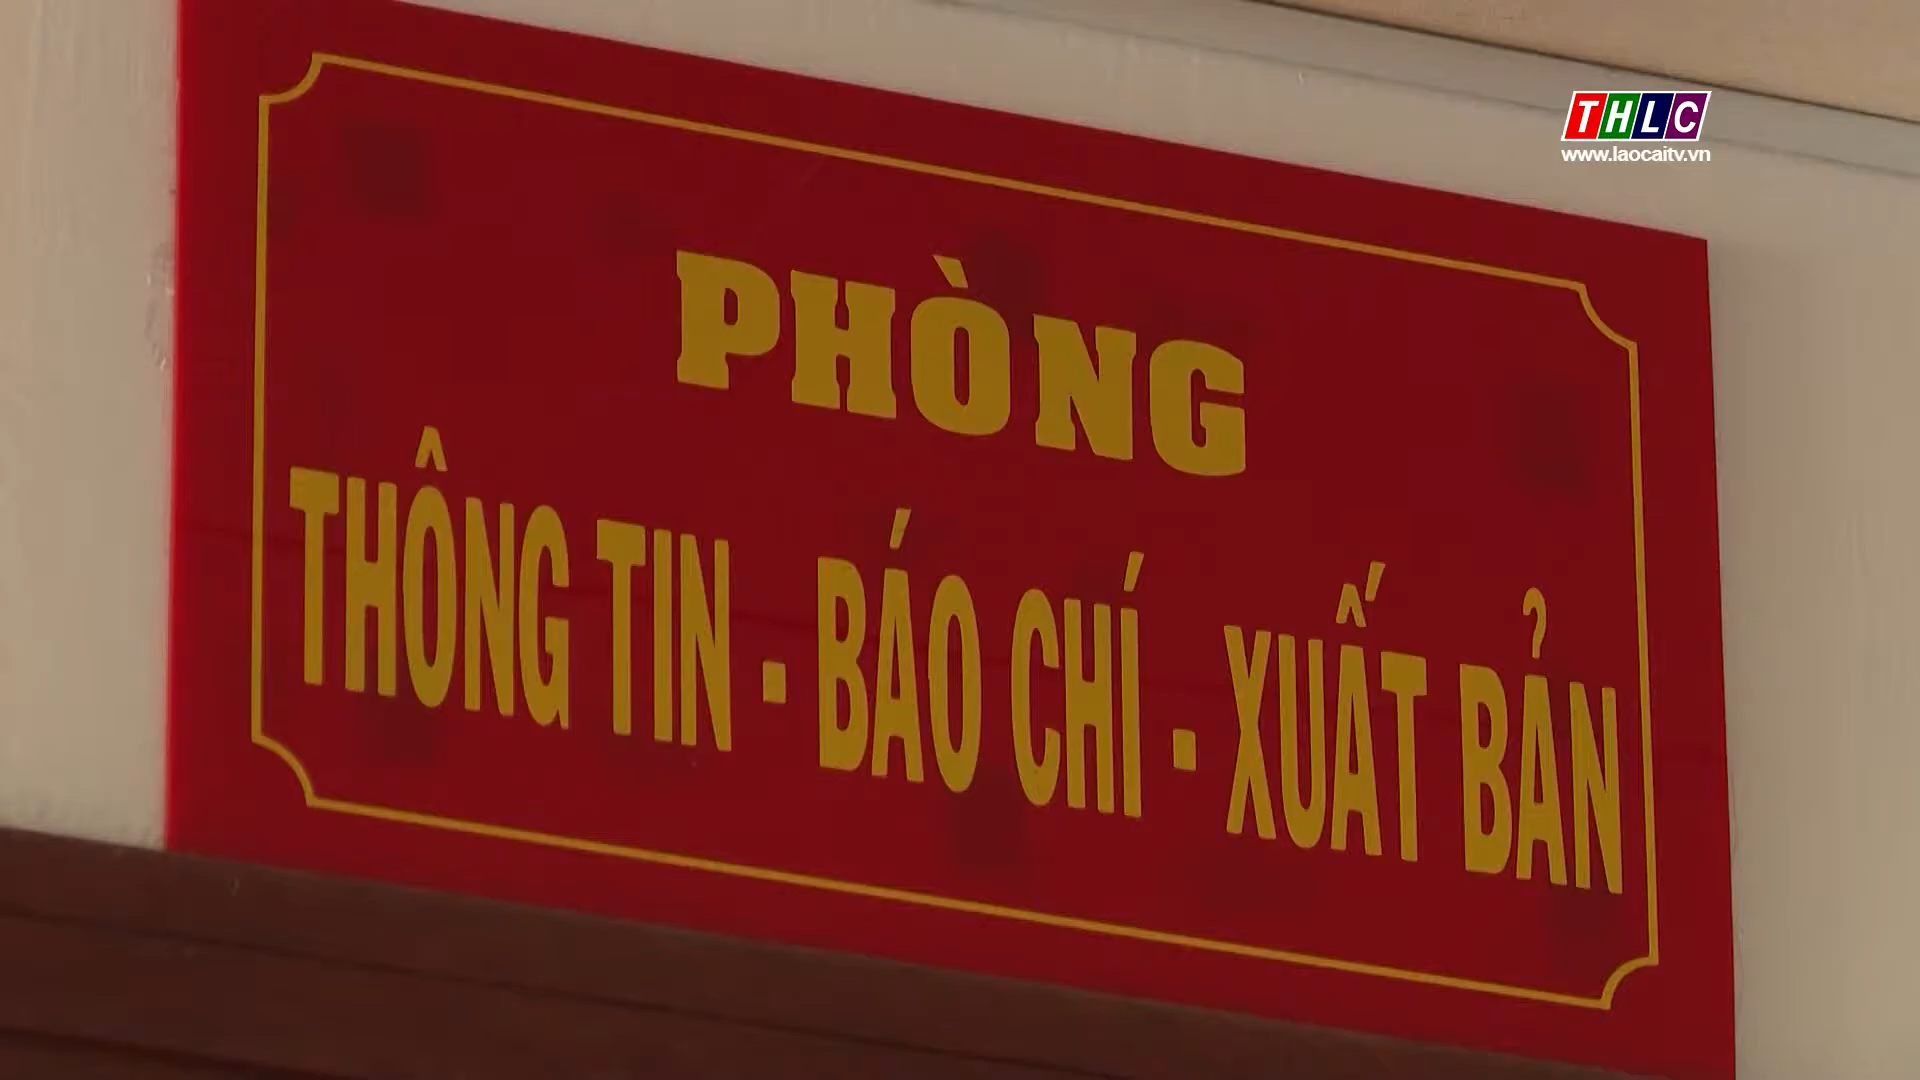 THLC
www.laocaitv.vn
PHÒNG
THÔNG TIN - BÁO CHÍ - XUẤT BẢN